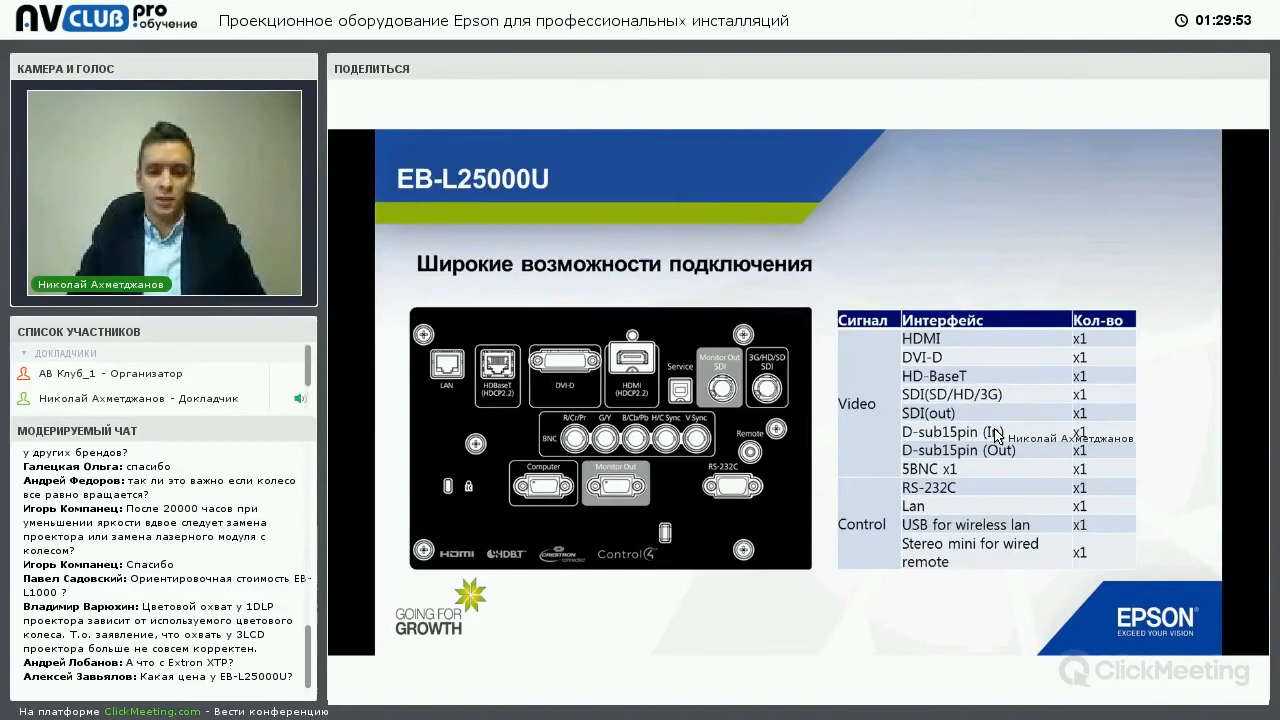 AVCLUB.pro
обучение
Проекционное оборудование Epson для профессиональных инсталляций
01:29:53
КАМЕРА И ГОЛОС
Николай Ахметджанов
СПИСОК УЧАСТНИКОВ
ДОКЛАДЧИКИ
АВ Клуб_1 - Организатор
Николай Ахметджанов - Докладчик
МОДЕРИРУЕМЫЙ ЧАТ
у других брендов?
Галецкая Ольга: спасибо
Андрей Федоров: так ли это важно если колесо
все равно вращается?
Игорь Компанец: После 20000 часов при
уменьшении яркости вдвое следует замена
проектора или замена лазерного модуля с
колесом?
Игорь Компанец: Спасибо
Павел Садовский: Ориентировочная стоимость EB-
L1000 ?
Владимир Варюхин: Цветовой охват у 1DLP
проектора зависит от используемого цветового
колеса. Т.о. заявление, что охвать у 3LCD
проектора больше не совсем корректен.
Андрей Лобанов: А что с Extron XTP?
Алексей Завьялов: Какая цена у EB-L25000U?
На платформе ClickMeeting.com - Вести конференцию
ПОДЕЛИТЬСЯ
EB-L25000U
Широкие возможности подключения
LAN
HDBaseT
(HDCP2.2)
DVI-D
HDMI
(HDCP2.2)
Service
Monitor Out
SDI
3G/HD/SD
SDI
BNC
R/Cr/Pr
G/Y
B/Cb/Pb
H/C Sync
V Sync
Remote
Computer
Monitor Out
RS-232C
HDMI
HDBT
CRESTRON
connected
Control4
Сигнал Интерфейс Кол-во
Video
HDMI x1
DVI-D x1
HD-BaseT x1
SDI(SD/HD/3G) x1
SDI(out) x1
D-sub15pin (In) x1
Николай Ахметджанов
D-sub15pin (Out) x1
5BNC x1 x1
Control
RS-232C x1
Lan x1
USB for wireless lan x1
Stereo mini for wired
remote x1
GOING FOR
GROWTH
EPSON
EXCEED YOUR VISION
ClickMeeting